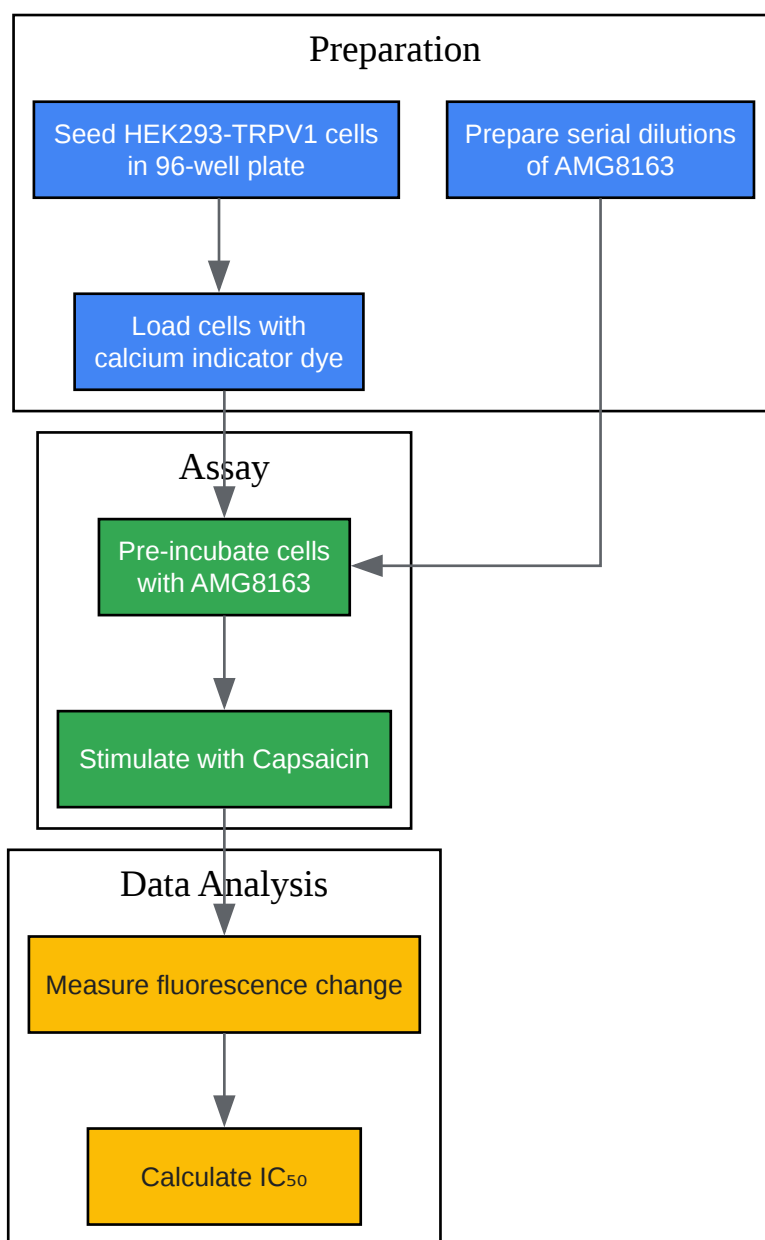 Preparation
Seed HEK293-TRPV1 cells
in 96-well plate
Prepare serial dilutions
of AMG8163
Load cells with
calcium indicator dye
Assay
Pre-incubate cells
with AMG8163
Stimulate with Capsaicin
Data Analysis
Measure fluorescence change
Calculate IC₅₀